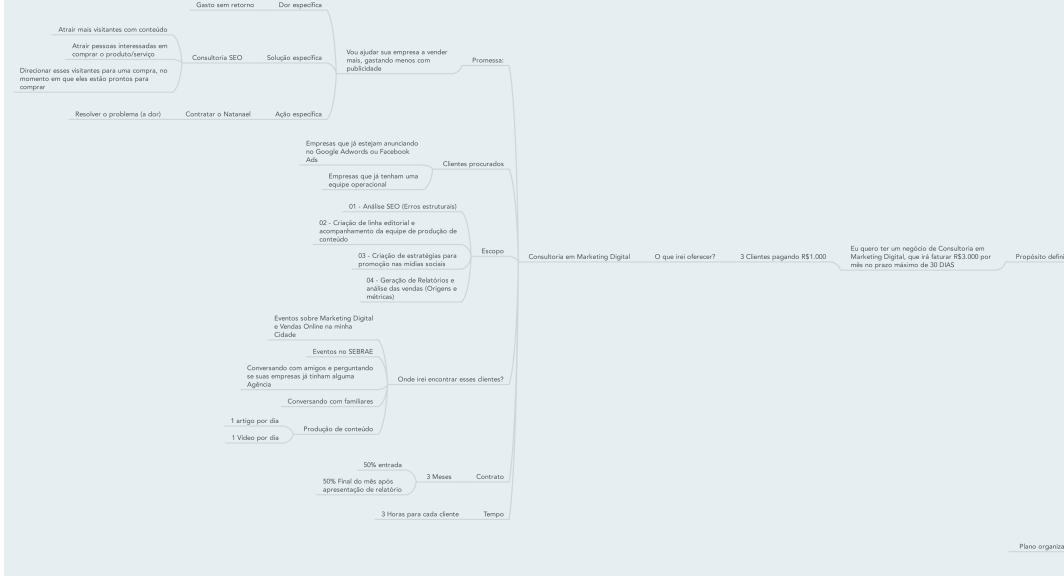 Gasto sem retorno
Dor específica
Atrair mais visitantes com conteúdo
Atrair pessoas interessadas em
comprar o produto/serviço
Direcionar esses visitantes para uma compra, no
momento em que eles estão prontos para
comprar
Consultoria SEO
Solução específica
Vou ajudar sua empresa a vender
mais, gastando menos com
publicidade
Promessa:
Resolver o problema (a dor)
Contratar o Natanael
Ação específica
Empresas que já estejam anunciando
no Google Adwords ou Facebook
Ads
Empresas que já tenham uma
equipe operacional
Clientes procurados
01 - Análise SEO (Erros estruturais)
02 - Criação de linha editorial e
acompanhamento da equipe de produção de
conteúdo
03 - Criação de estratégias para
promoção nas mídias sociais
04 - Geração de Relatórios e
análise das vendas (Origens e
métricas)
Escopo
Consultoria em Marketing Digital
O que irei oferecer?
3 Clientes pagando R$1.000
Eu quero ter um negócio de Consultoria em
Marketing Digital, que irá faturar R$3.000 por
mês no prazo máximo de 30 DIAS
Propósito defini
Eventos sobre Marketing Digital
e Vendas Online na minha
Cidade
Eventos no SEBRAE
Conversando com amigos e perguntando
se suas empresas já tinham alguma
Agência
Conversando com familiares
1 artigo por dia
1 Vídeo por dia
Produção de conteúdo
Onde irei encontrar esses clientes?
50% entrada
50% Final do mês após
apresentação de relatório
3 Meses
Contrato
3 Horas para cada cliente
Tempo
Plano organiza